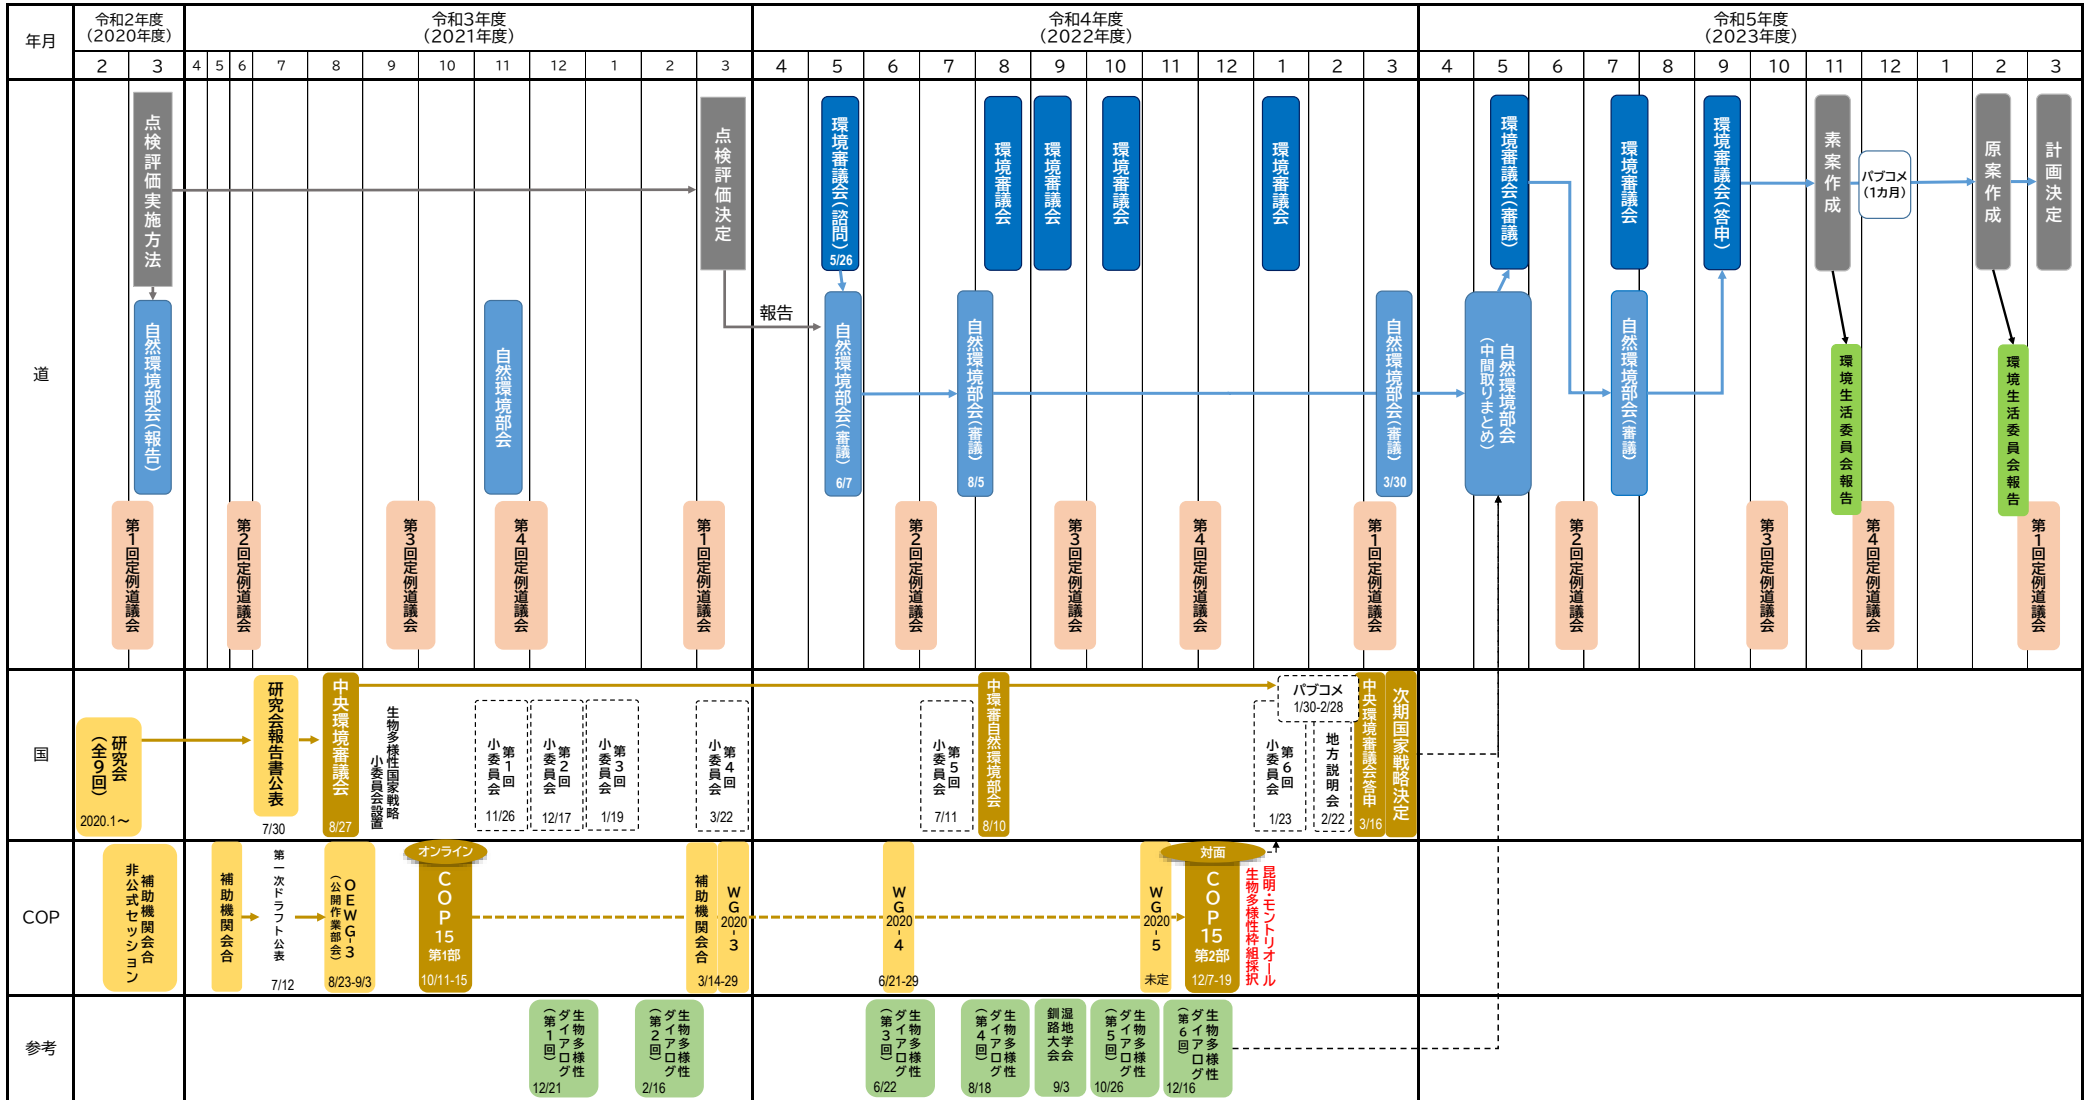 年月
令和2年度
(2020年度)
令和3年度
(2021年度)
令和4年度
(2022年度)
令和5年度
(2023年度)
2 3 4 5 6 7 8 9 10 11 12 1 2 3 4 5 6 7 8 9 10 11 12 1 2 3 4 5 6 7 8 9 10 11 12 1 2 3
道
点検評価実施方法
点検評価決定
環境審議会(諮問)
5/26
環境審議会
環境審議会
環境審議会
環境審議会
環境審議会(審議)
環境審議会
環境審議会(答申)
素案作成
パブコメ
(1カ月)
原案作成
計画決定
報告
自然環境部会(報告)
自然環境部会
自然環境部会(審議)
6/7
自然環境部会(審議)
8/5
自然環境部会(審議)
3/30
自然環境部会
(中間取りまとめ)
自然環境部会(審議)
環境生活委員会報告
環境生活委員会報告
第1回定例道議会
第2回定例道議会
第3回定例道議会
第4回定例道議会
第1回定例道議会
第2回定例道議会
第3回定例道議会
第4回定例道議会
第1回定例道議会
第2回定例道議会
第3回定例道議会
第4回定例道議会
第1回定例道議会
国
研究会
(全9回)
2020.1~
研究会報告書公表
7/30
中央環境審議会
8/27
生物多様性国家戦略
小委員会設置
第1回
小委員会
11/26
第2回
小委員会
12/17
第3回
小委員会
1/19
第4回
小委員会
3/22
第5回
小委員会
7/11
中環審自然環境部会
8/10
第6回
小委員会
1/23
パブコメ
1/30-2/28
地方説明会
2/22
中央環境審議会答申
3/16
次期国家戦略決定
COP
補助機関会合
非公式セッション
補助機関会合
第一次ドラフト公表
7/12
OEWG-3
(公開作業部会)
8/23-9/3
オンライン
COP15
第1部
10/11-15
補助機関会合
WG2020-3
3/14-29
WG2020-4
6/21-29
WG2020-5
未定
対面
COP15
第2部
12/7-19
昆明・モントリオール
生物多様性枠組採択
参考
生物多様性
ダイアログ
(第1回)
12/21
生物多様性
ダイアログ
(第2回)
2/16
生物多様性
ダイアログ
(第3回)
6/22
生物多様性
ダイアログ
(第4回)
8/18
湿地学会
釧路大会
9/3
生物多様性
ダイアログ
(第5回)
10/26
生物多様性
ダイアログ
(第6回)
12/16